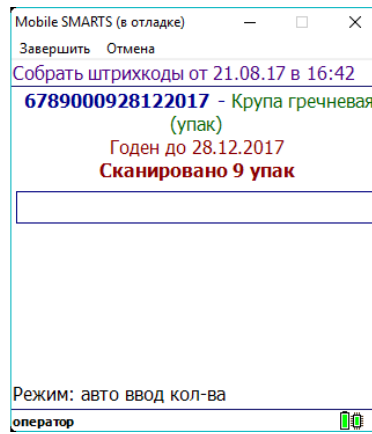 Mobile SMARTS (в отладке)
Завершить Отмена
Собрать штрихкоды от 21.08.17 в 16:42
6789000928122017 - Крупа гречневая
(упак)
Годен до 28.12.2017
Сканировано 9 упак
Режим: авто ввод кол-ва
оператор